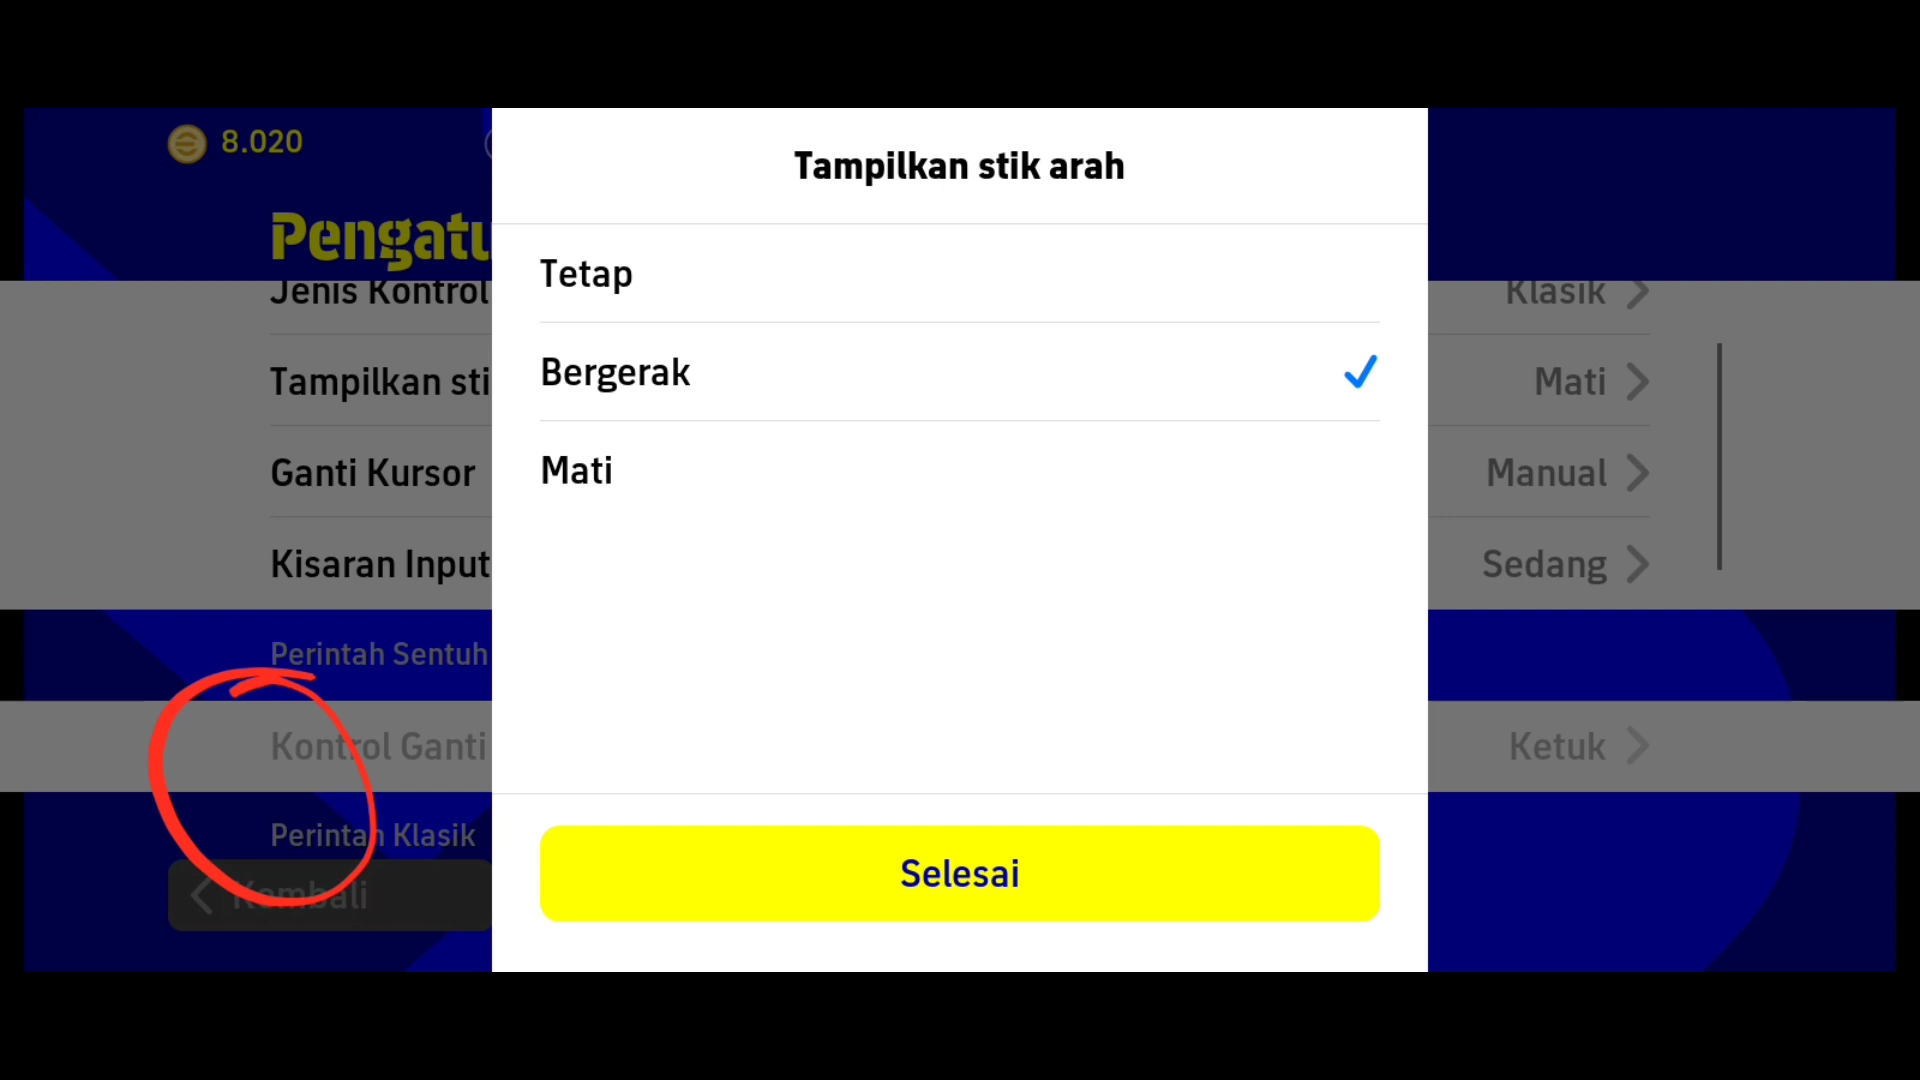 8.020
Tampilkan stik arah
Pengatu
Tetap
Jenis Kontrol
Klasik
Bergerak
Tampilkan sti
Mati
Mati
Ganti Kursor
Manual
Kisaran Input
Sedang
Perintah Sentuh
Kontrol Ganti
Ketuk
Perintah Klasik
Selesai
Kembali